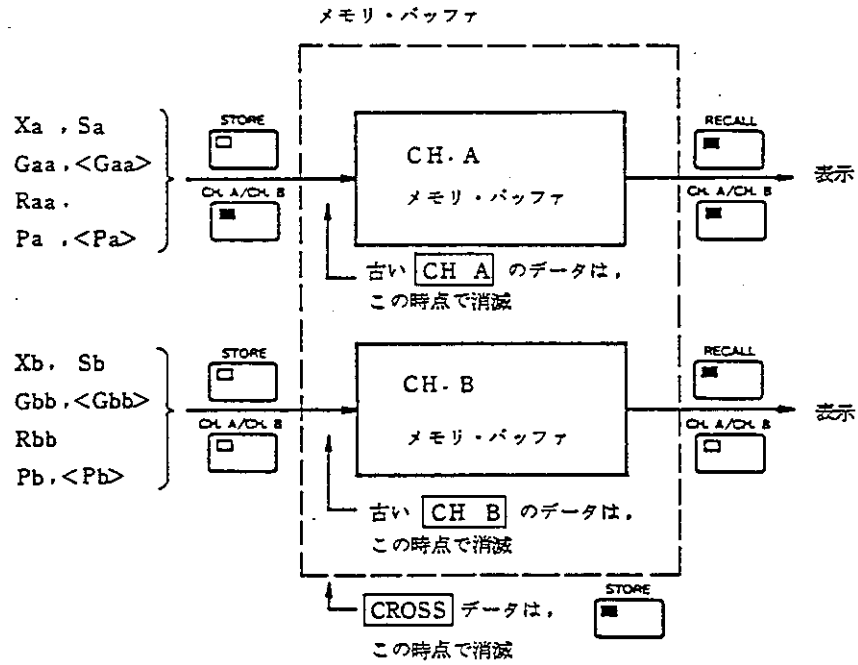 メモリ・バッファ
Xa , Sa
Gaa , <Gaa>
Raa ,
Pa , <Pa>
STORE
CH. A/CH. B
CH. A
メモリ・バッファ
RECALL
CH. A/CH. B
表示
古い CH A のデータは,
この時点で消滅
Xb, Sb
Gbb , <Gbb>
Rbb
Pb, <Pb>
STORE
CH. A/CH. B
CH. B
メモリ・バッファ
RECALL
CH. A/CH. B
表示
古い CH B のデータは,
この時点で消滅
CROSS データは,
この時点で消滅
STORE